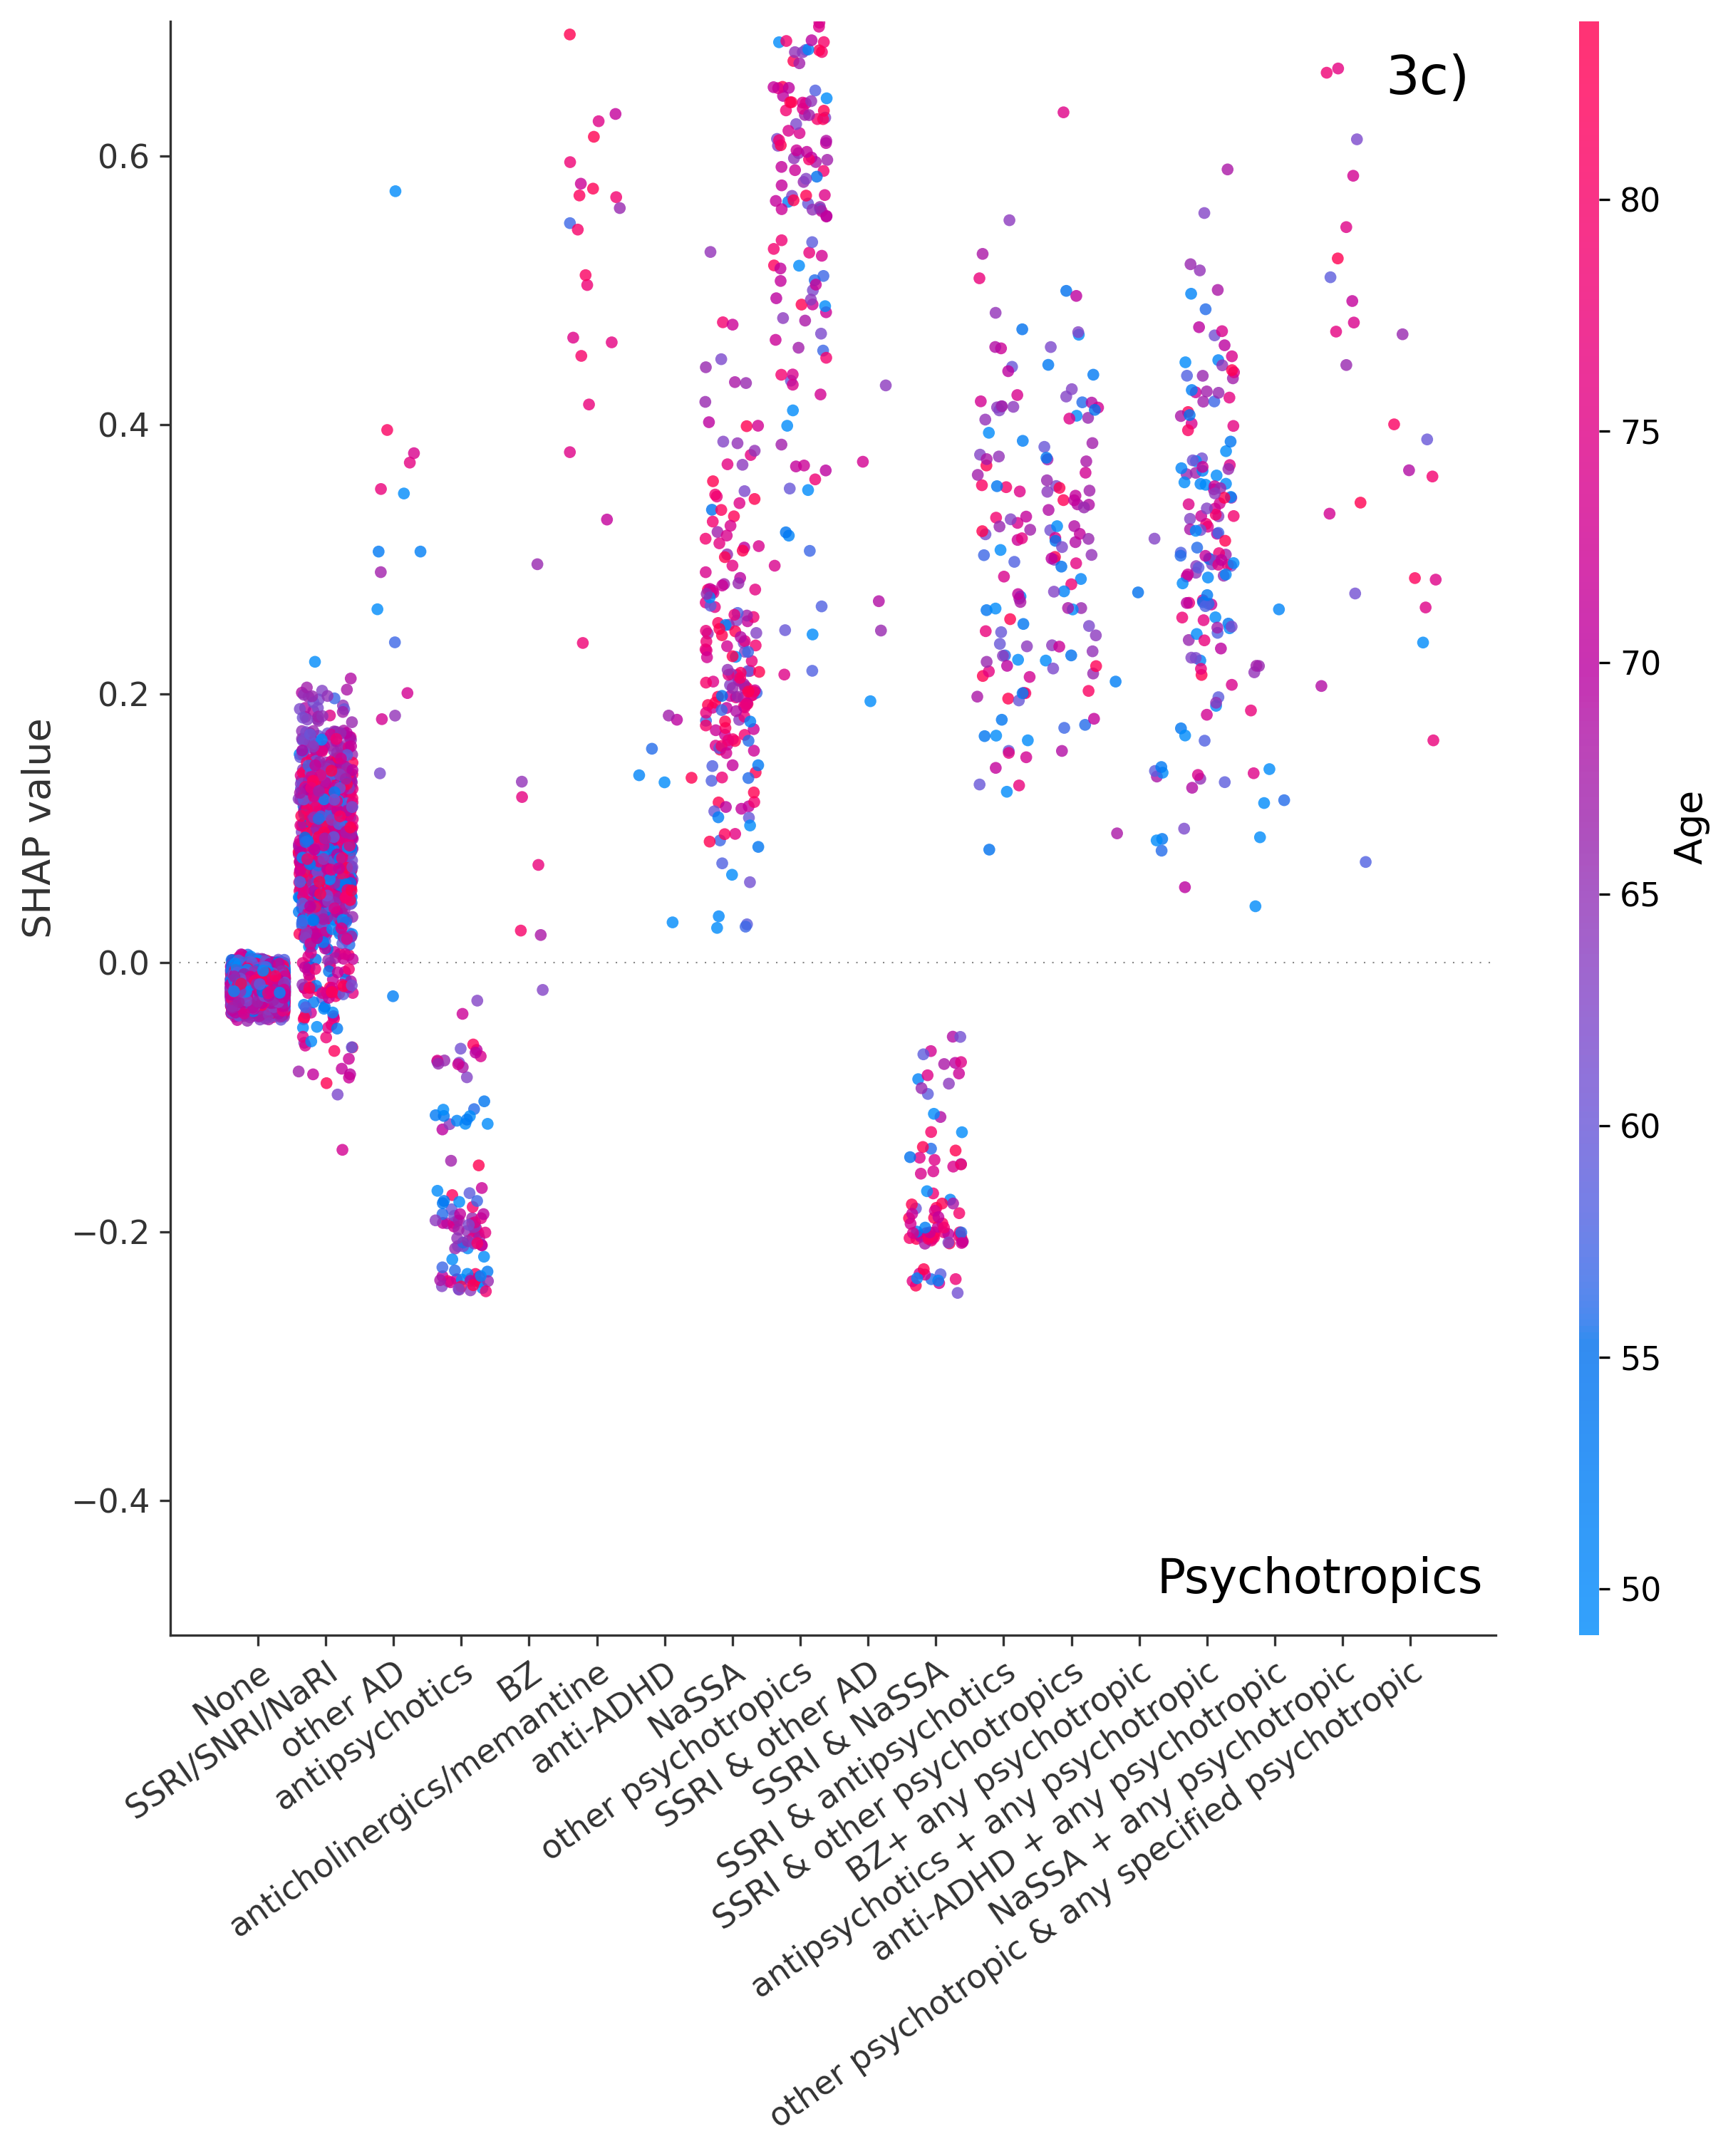 3c)
SHAP value
0.6
0.4
0.2
0.0
−0.2
−0.4
Psychotropics
None
SSRI/SNRI/NaRI
other AD
antipsychotics
BZ
anticholinergics/memantine
anti-ADHD
NaSSA
other psychotropics
SSRI & other AD
SSRI & NaSSA
SSRI & antipsychotics
SSRI & other psychotropics
BZ+ any psychotropic
antipsychotics + any psychotropic
anti-ADHD + any psychotropic
NaSSA + any psychotropic
other psychotropic & any specified psychotropic
80
75
70
65
60
55
50
Age